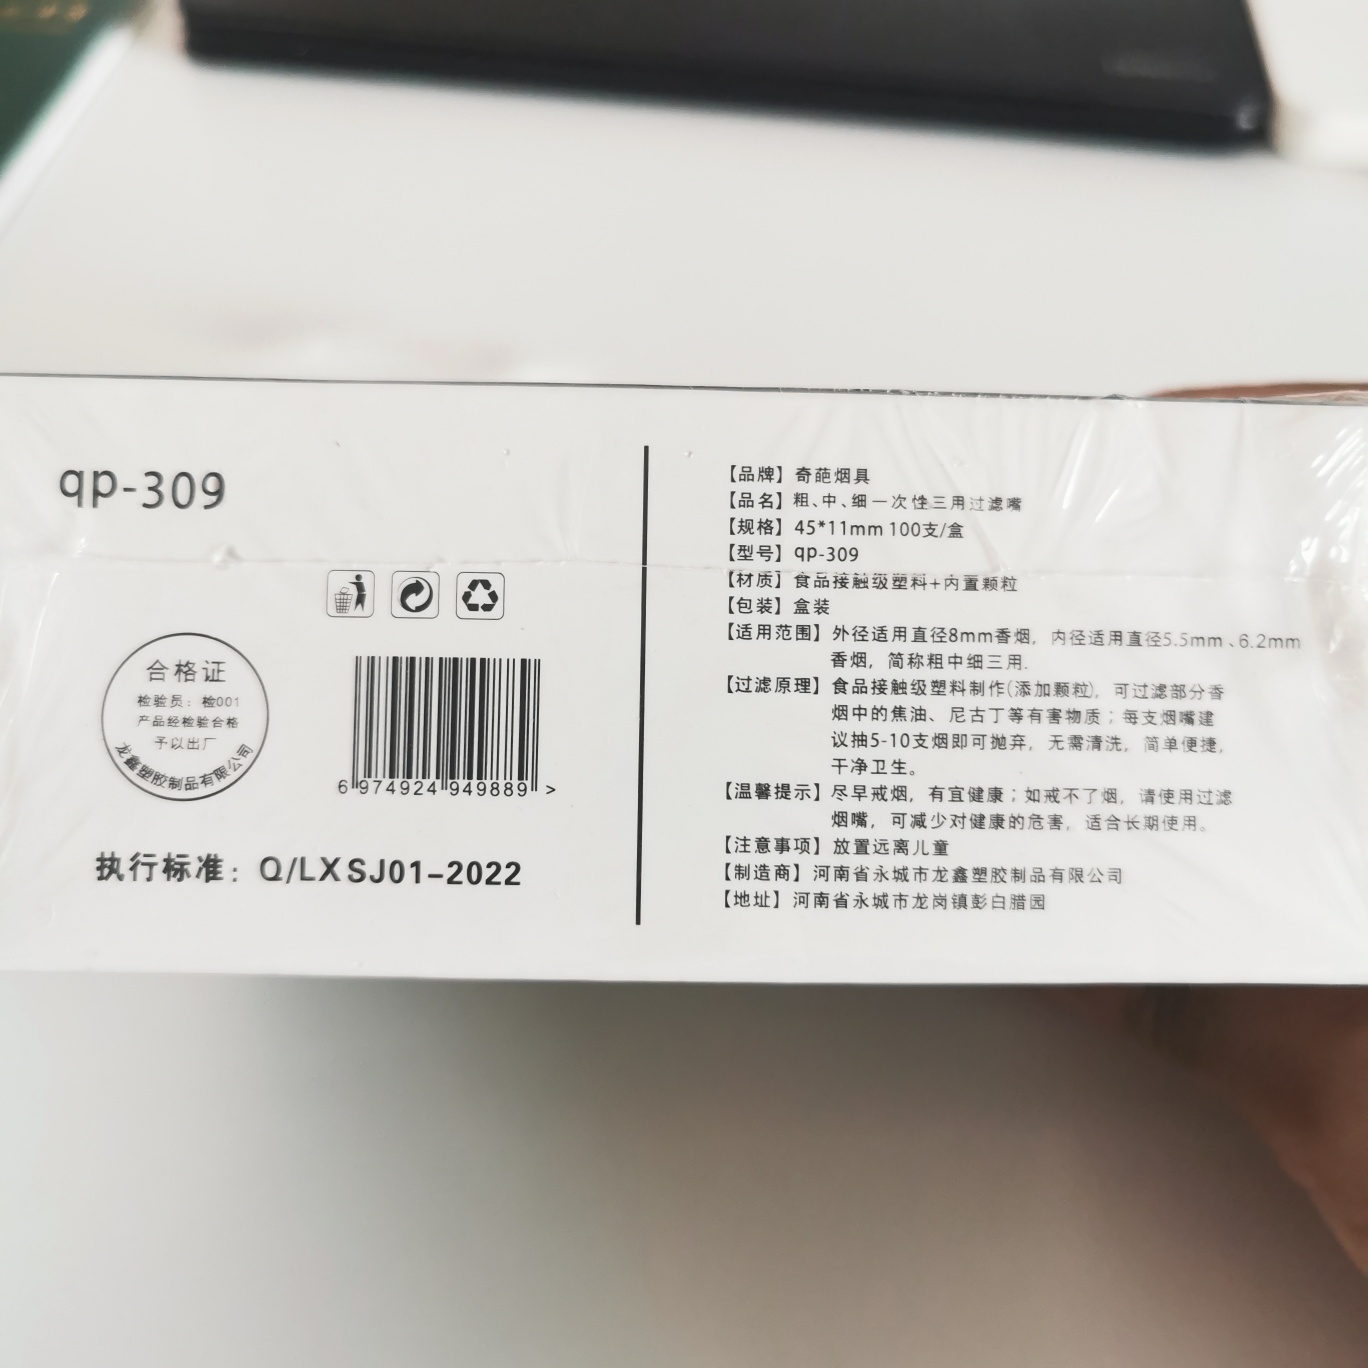 qp-309
合格证
检验员：检001
产品经检验合格
予以出厂
龙鑫塑胶制品有限公司
6 974924 949889 >
执行标准：Q/LXSJ01-2022
【品牌】奇葩烟具
【品名】粗、中、细一次性三用过滤嘴
【规格】45*11mm 100支/盒
【型号】qp-309
【材质】食品接触级塑料+内置颗粒
【包装】盒装
【适用范围】外径适用直径8mm香烟，内径适用直径5.5mm、6.2mm
香烟，简称粗中细三用.
【过滤原理】食品接触级塑料制作(添加颗粒)，可过滤部分香
烟中的焦油、尼古丁等有害物质；每支烟嘴建
议抽5-10支烟即可抛弃，无需清洗，简单便捷，
干净卫生。
【温馨提示】尽早戒烟，有宜健康；如戒不了烟，请使用过滤
烟嘴，可减少对健康的危害，适合长期使用。
【注意事项】放置远离儿童
【制造商】河南省永城市龙鑫塑胶制品有限公司
【地址】河南省永城市龙岗镇彭白腊园